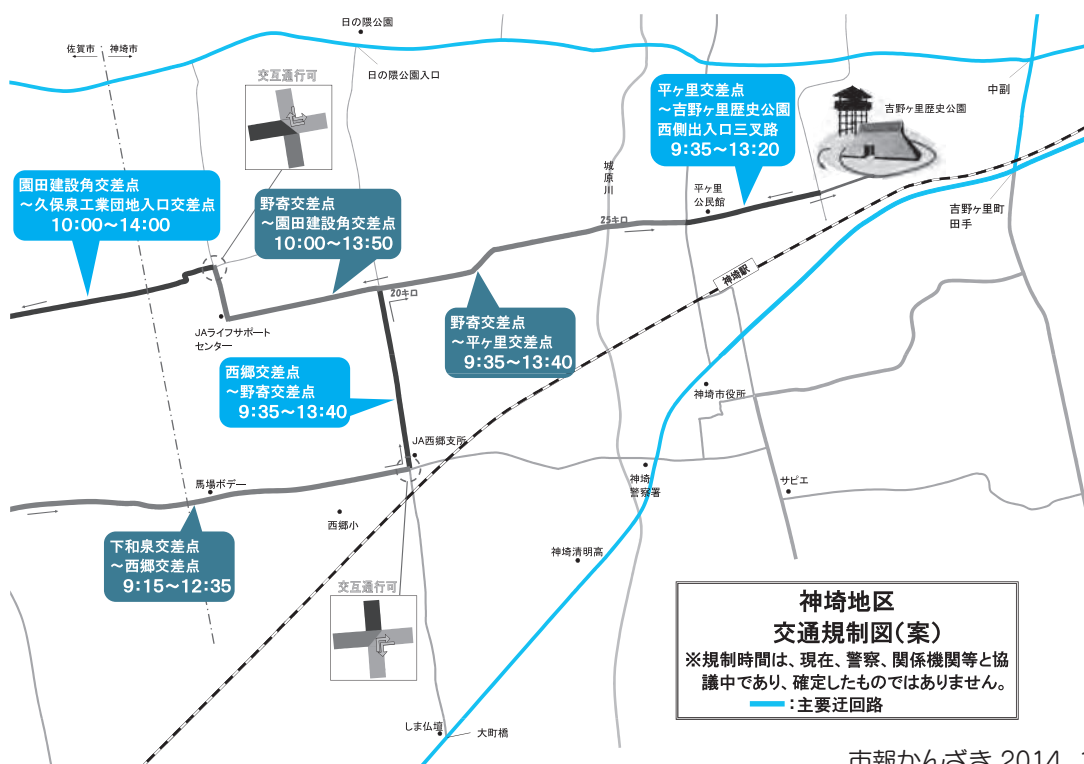 日の隈公園
佐賀市 神埼市
日の隈公園入口
交互通行可
中副
平ヶ里交差点
～吉野ヶ里歴史公園
西側出入口三叉路
9:35～13:20
吉野ヶ里歴史公園
城原川
平ヶ里
公民館
吉野ヶ里町
田手
園田建設角交差点
～久保泉工業団地入口交差点
10:00～14:00
野寄交差点
～園田建設角交差点
10:00～13:50
25キロ
20キロ
神埼駅
JAライフサポート
センター
野寄交差点
～平ヶ里交差点
9:35～13:40
西郷交差点
～野寄交差点
9:35～13:40
神埼市役所
JA西郷支所
馬場ボデー
神埼
警察署
サピエ
西郷小
下和泉交差点
～西郷交差点
9:15～12:35
神埼清明高
交互通行可
神埼地区
交通規制図(案)
※規制時間は、現在、警察、関係機関等と協
議中であり、確定したものではありません。
:主要迂回路
しま仏壇
大町橋
市報かんざき 2014